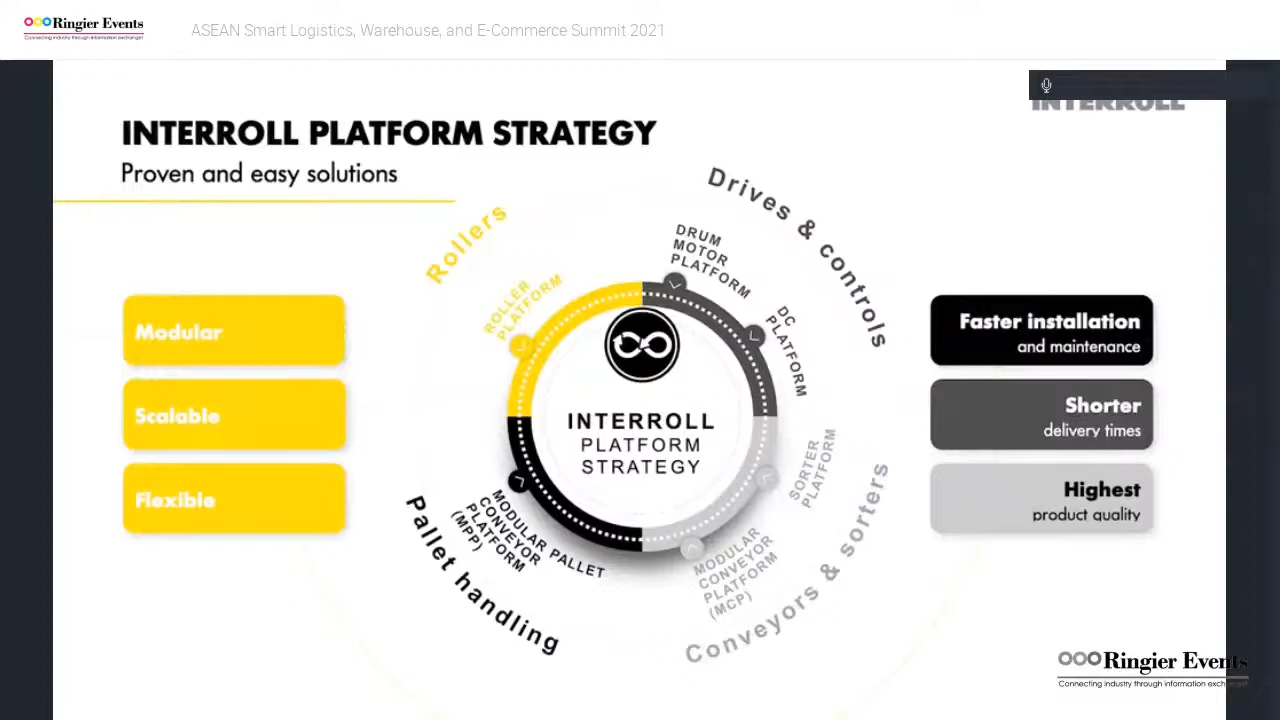 Ringier Events
Connecting industry through information exchange!
ASEAN Smart Logistics, Warehouse, and E-Commerce Summit 2021
INTERROLL
INTERROLL PLATFORM STRATEGY
Proven and easy solutions
Rollers
ROLLER
PLATFORM
Drives & controls
DRUM
MOTOR
PLATFORM
DC
PLATFORM
Modular
Scalable
Flexible
INTERROLL
PLATFORM
STRATEGY
Faster installation
and maintenance
Shorter
delivery times
Highest
product quality
SORTER
PLATFORM
MODULAR
CONVEYOR
PLATFORM
(MCP)
Conveyors & sorters
MODULAR PALLET
CONVEYOR
PLATFORM
(MPP)
Pallet handling
Ringier Events
Connecting industry through information exchange!